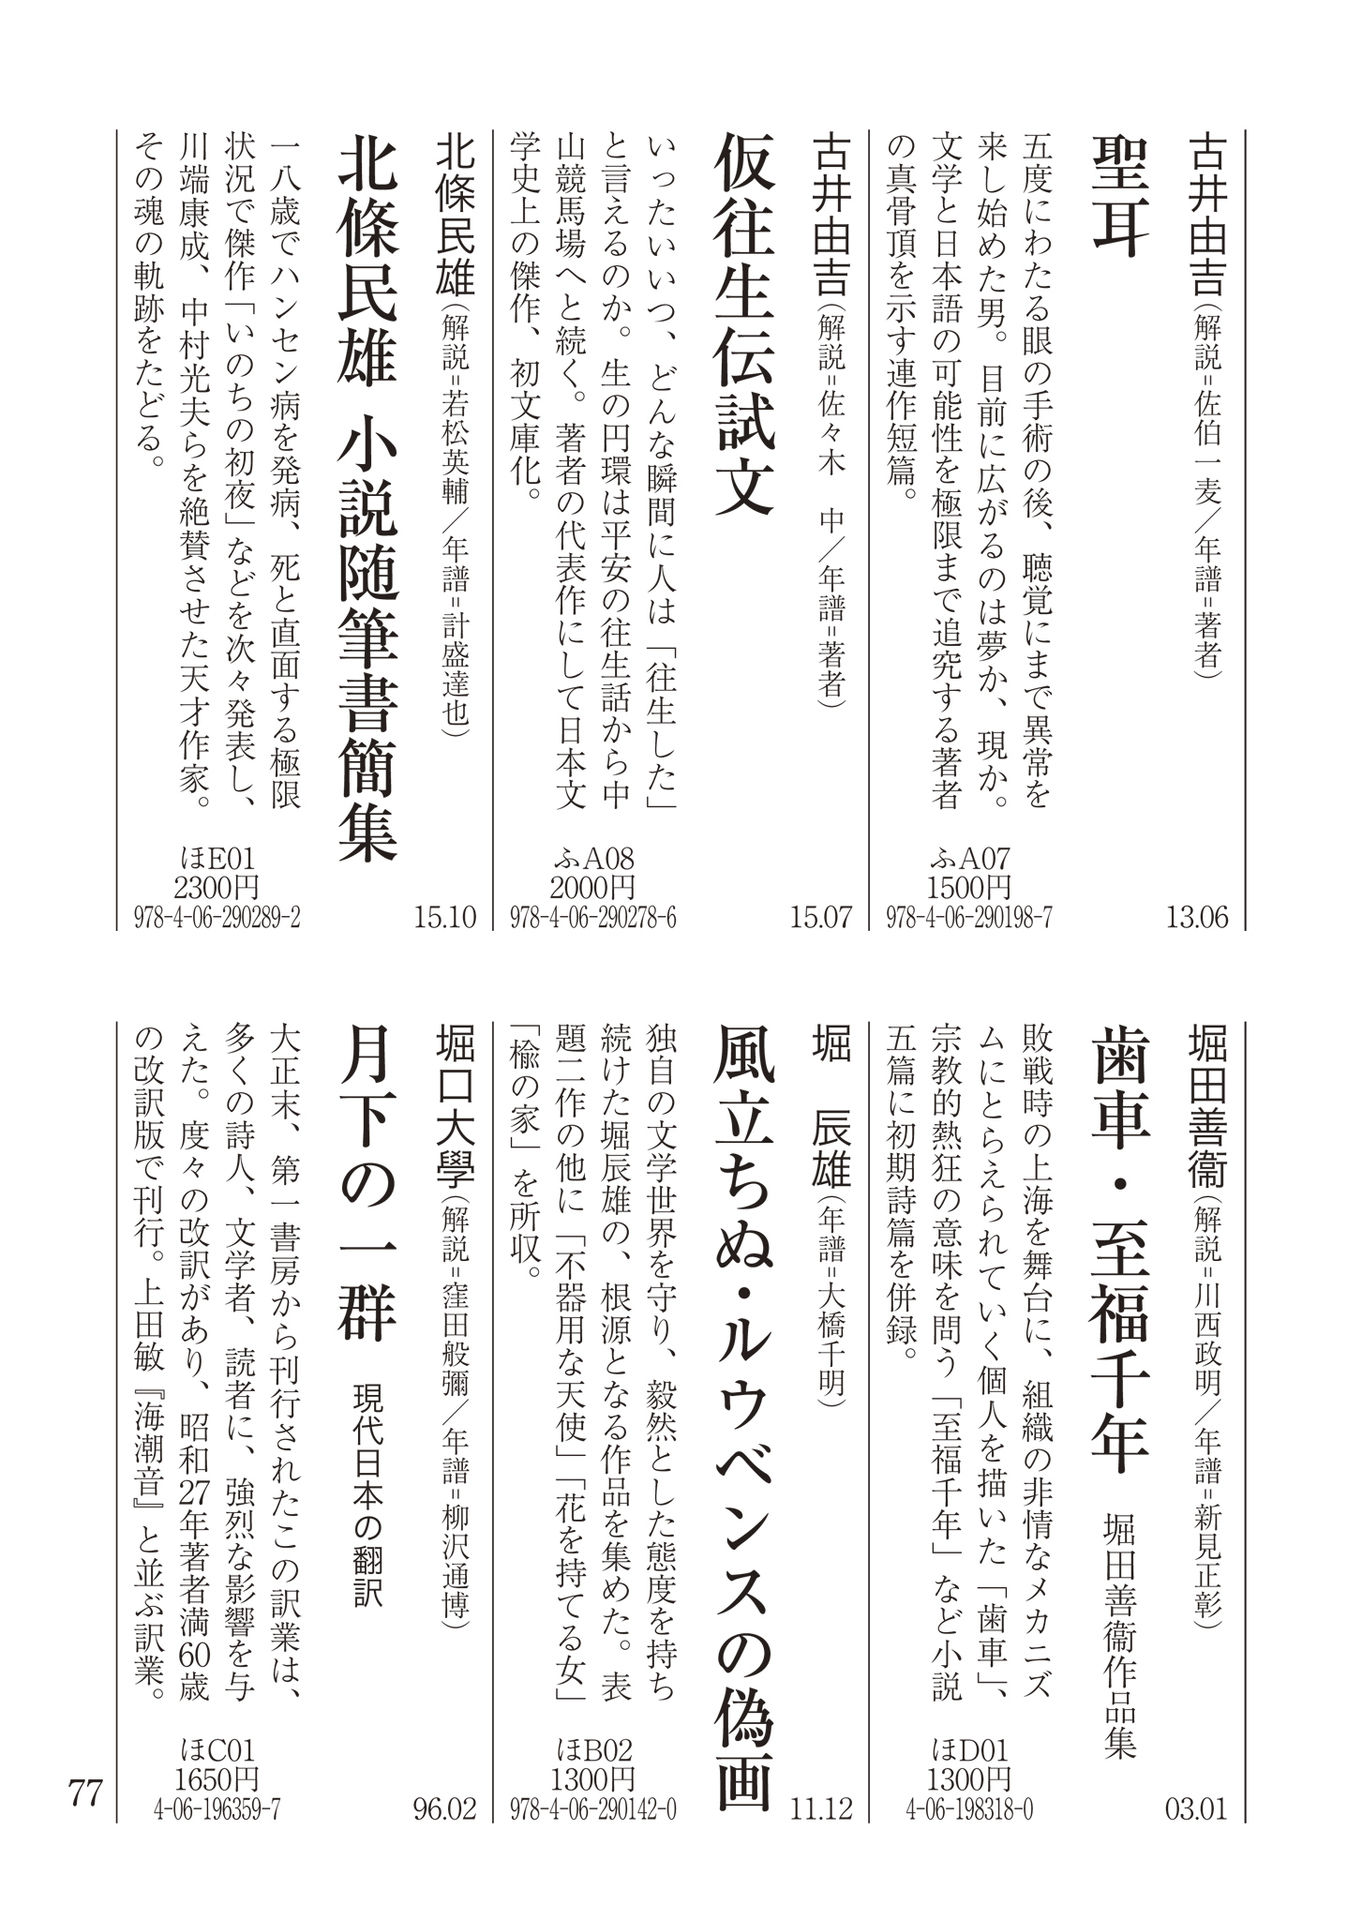 古井由吉（解説＝佐伯一麦／年譜＝著者）
13.06
聖耳
五度にわたる眼の手術の後、聴覚にまで異常を
来し始めた男。目前に広がるのは夢か、現か。
文学と日本語の可能性を極限まで追究する著者
の真骨頂を示す連作短篇。
ふA07
1500円
978-4-06-290198-7
古井由吉（解説＝佐々木　中／年譜＝著者）
15.07
仮往生伝試文
いったいいつ、どんな瞬間に人は「往生した」
と言えるのか。生の円環は平安の往生話から中
山競馬場へと続く。著者の代表作にして日本文
学史上の傑作、初文庫化。
ふA08
2000円
978-4-06-290278-6
北條民雄（解説＝若松英輔／年譜＝計盛達也）
15.10
北條民雄 小説随筆書簡集
一八歳でハンセン病を発病、死と直面する極限
状況で傑作「いのちの初夜」などを次々発表し、
川端康成、中村光夫らを絶賛させた天才作家。
その魂の軌跡をたどる。
ほE01
2300円
978-4-06-290289-2
堀田善衞（解説＝川西政明／年譜＝新見正彰）
03.01
歯車・至福千年　堀田善衞作品集
敗戦時の上海を舞台に、組織の非情なメカニズ
ムにとらえられていく個人を描いた「歯車」、
宗教的熱狂の意味を問う「至福千年」など小説
五篇に初期詩篇を併録。
ほD01
1300円
4-06-198318-0
堀　辰雄（年譜＝大橋千明）
11.12
風立ちぬ・ルウベンスの偽画
独自の文学世界を守り、毅然とした態度を持ち
続けた堀辰雄の、根源となる作品を集めた。表
題二作の他に「不器用な天使」「花を持てる女」
「楡の家」を所収。
ほB02
1300円
978-4-06-290142-0
堀口大學（解説＝窪田般彌／年譜＝柳沢通博）
96.02
月下の一群　現代日本の翻訳
大正末、第一書房から刊行されたこの訳業は、
多くの詩人、文学者、読者に、強烈な影響を与
えた。度々の改訳があり、昭和27年著者満60歳
の改訳版で刊行。上田敏『海潮音』と並ぶ訳業。
ほC01
1650円
4-06-196359-7
77